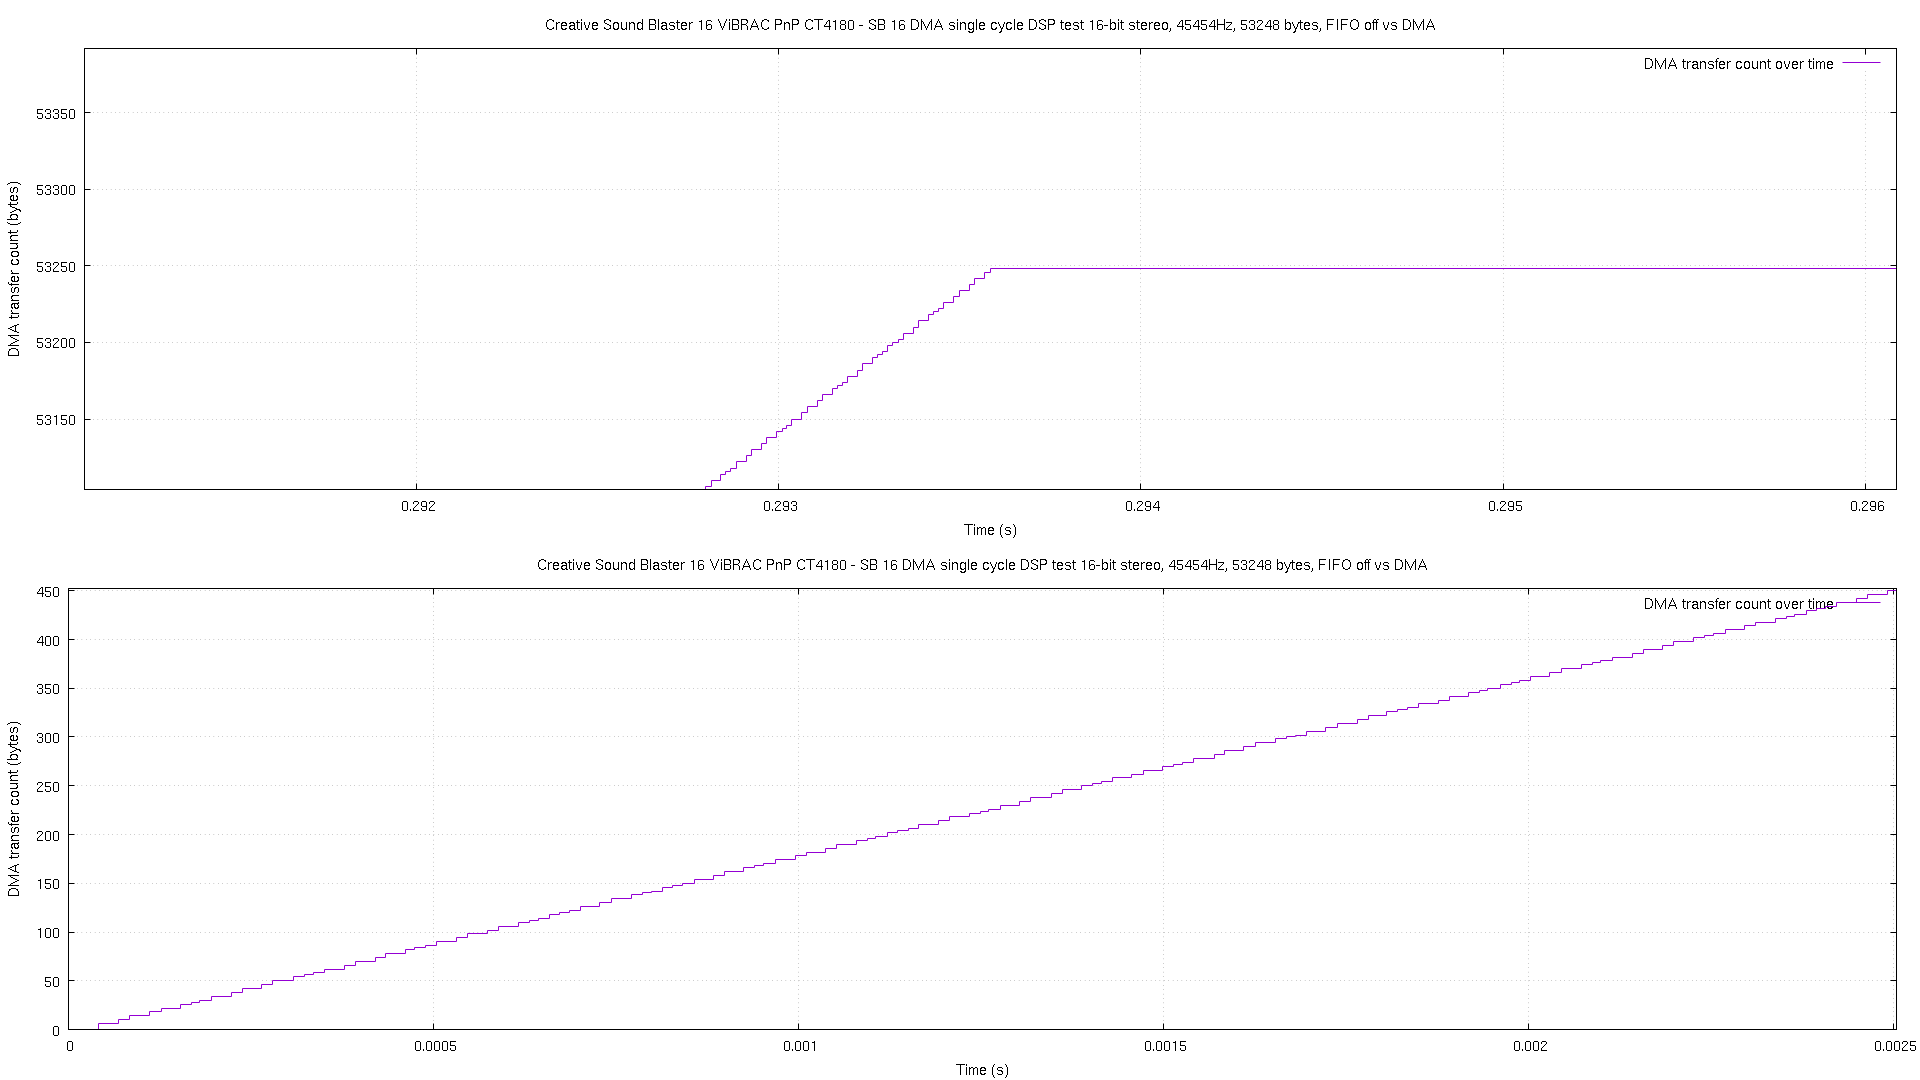 Creative Sound Blaster 16 ViBRAC PnP CT4180 - SB 16 DMA single cycle DSP test 16-bit stereo, 45454Hz, 53248 bytes, FIFO off vs DMA
DMA transfer count over time
53350
53300
53250
53200
53150
DMA transfer count (bytes)
0.292 0.293 0.294 0.295 0.296
Time (s)
Creative Sound Blaster 16 ViBRAC PnP CT4180 - SB 16 DMA single cycle DSP test 16-bit stereo, 45454Hz, 53248 bytes, FIFO off vs DMA
DMA transfer count over time
450
400
350
300
250
200
150
100
50
0
DMA transfer count (bytes)
0 0.0005 0.001 0.0015 0.002 0.0025
Time (s)